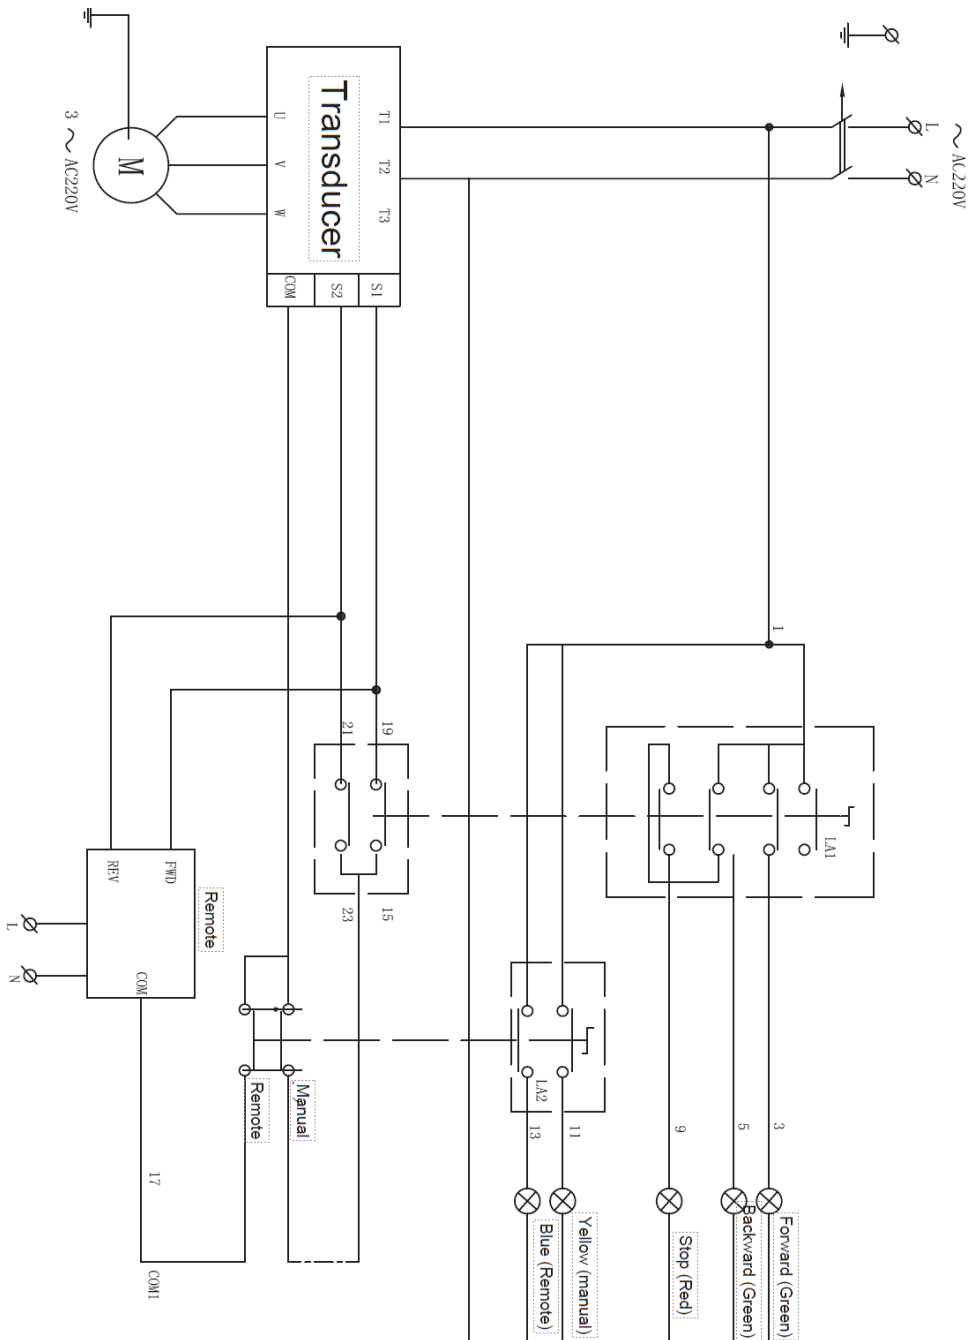 ~ AC220V
L
N
T1
T2
T3
Transducer
U
V
W
3 ~ AC220V
M
S1
S2
COM
1
19
21
LA1
15
23
FWD
REV
Remote
COM
L
N
LA2
Manual
Remote
3
5
9
11
13
17
COM1
Forward (Green)
Backward (Green)
Stop (Red)
Yellow (manual)
Blue (Remote)